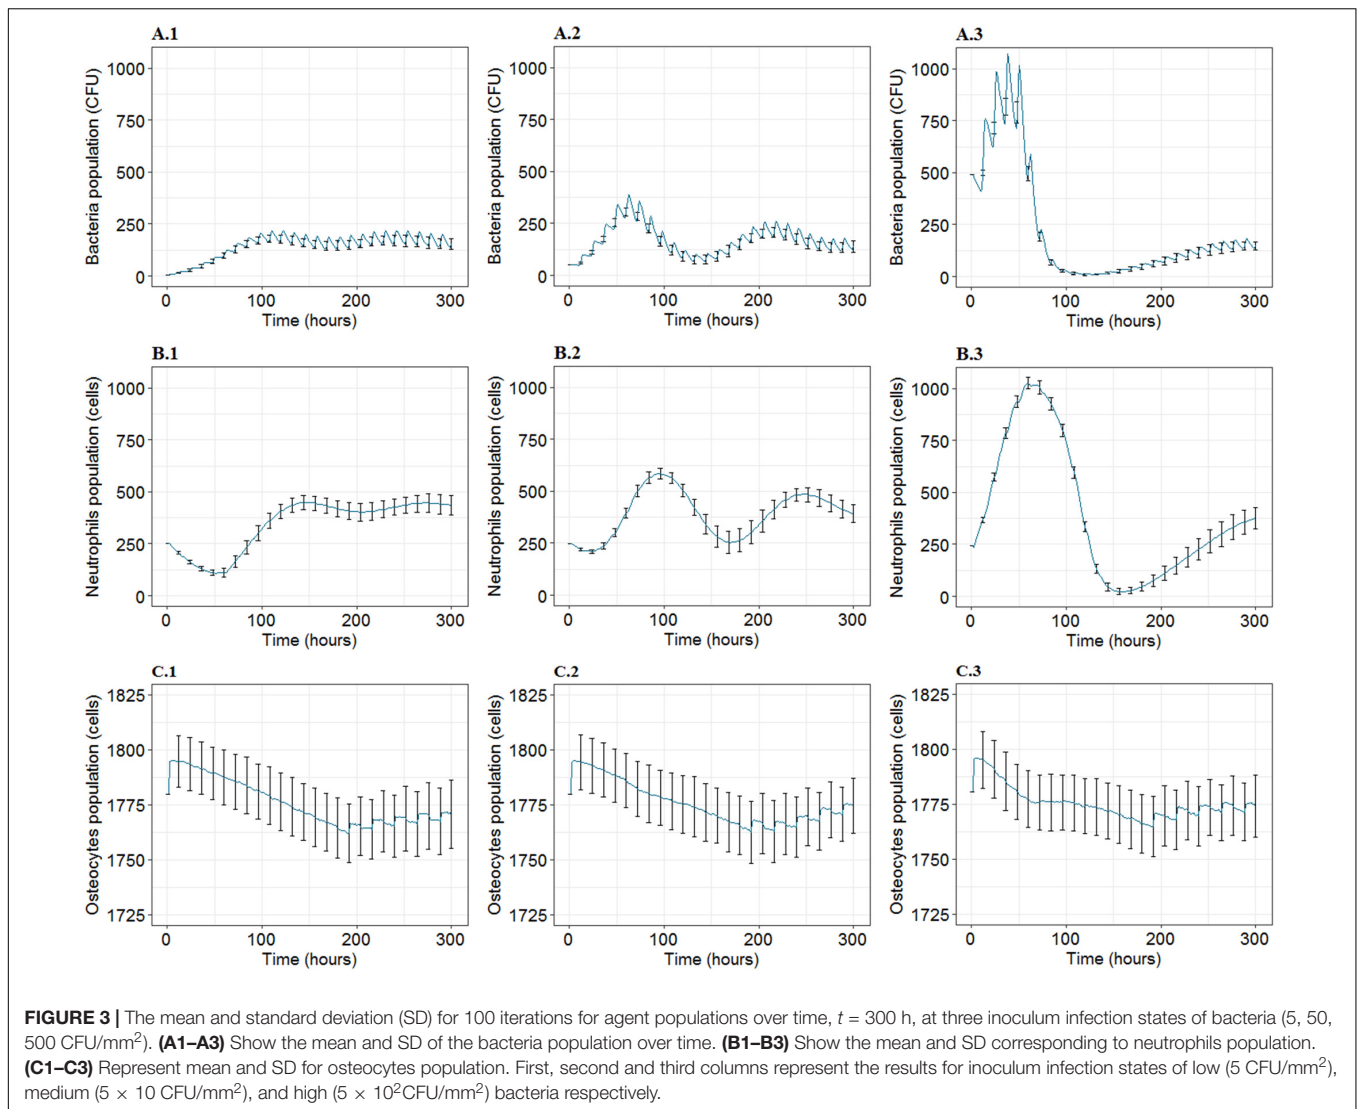 A.1
A.2
A.3
Bacteria population (CFU)
1000
750
500
250
0
0 100 200 300
Time (hours)
Bacteria population (CFU)
1000
750
500
250
0
0 100 200 300
Time (hours)
Bacteria population (CFU)
1000
750
500
250
0
0 100 200 300
Time (hours)
B.1
B.2
B.3
Neutrophils population (cells)
1000
750
500
250
0
0 100 200 300
Time (hours)
Neutrophils population (cells)
1000
750
500
250
0
0 100 200 300
Time (hours)
Neutrophils population (cells)
1000
750
500
250
0
0 100 200 300
Time (hours)
C.1
C.2
C.3
Osteocytes population (cells)
1825
1800
1775
1750
1725
0 100 200 300
Time (hours)
Osteocytes population (cells)
1825
1800
1775
1750
1725
0 100 200 300
Time (hours)
Osteocytes population (cells)
1825
1800
1775
1750
1725
0 100 200 300
Time (hours)
FIGURE 3 | The mean and standard deviation (SD) for 100 iterations for agent populations over time, t = 300 h, at three inoculum infection states of bacteria (5, 50,
500 CFU/mm²). (A1–A3) Show the mean and SD of the bacteria population over time. (B1–B3) Show the mean and SD corresponding to neutrophils population.
(C1–C3) Represent mean and SD for osteocytes population. First, second and third columns represent the results for inoculum infection states of low (5 CFU/mm²),
medium (5 × 10 CFU/mm²), and high (5 × 10²CFU/mm²) bacteria respectively.